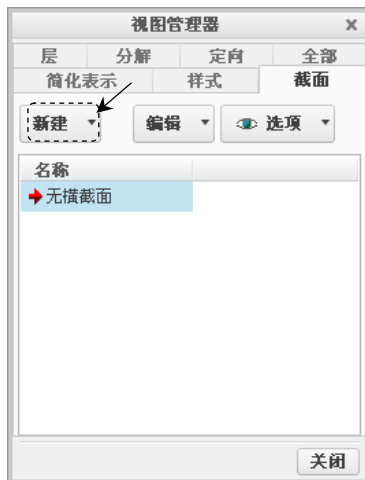 视图管理器 x
层 分解 定向 全部
简化表示 样式 截面
新建 编辑 选项
名称
无横截面
关闭